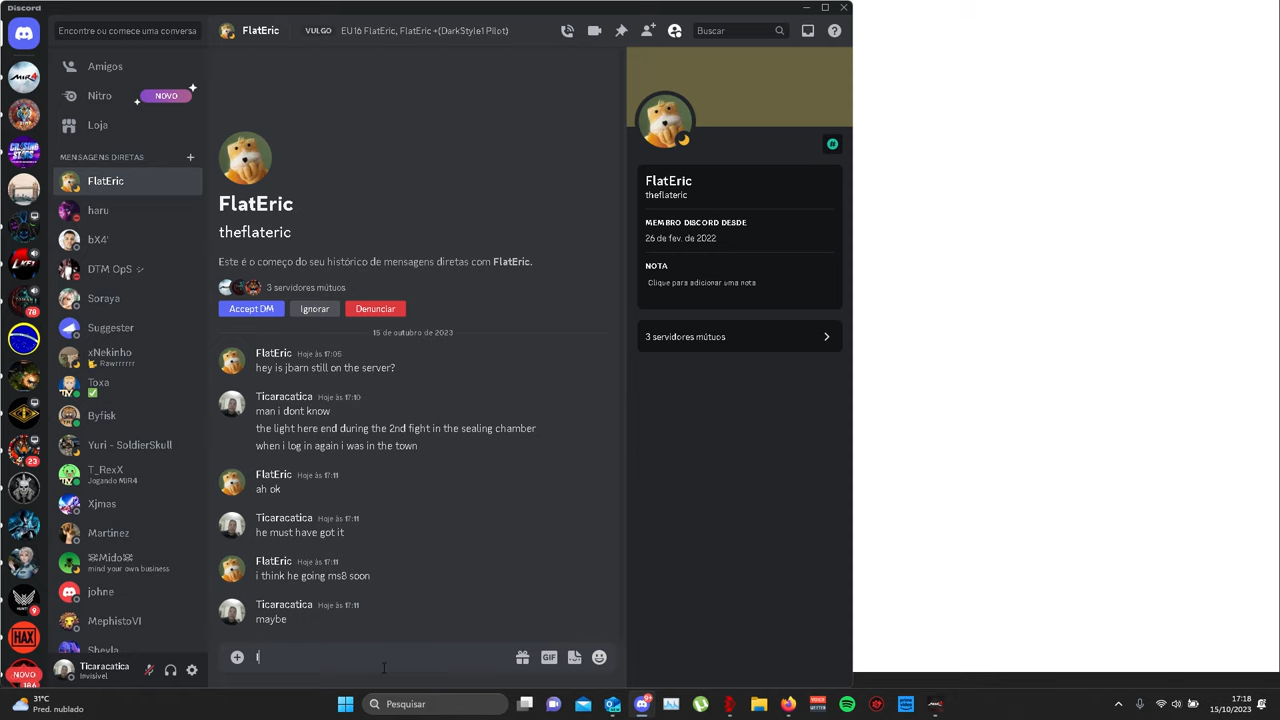 Discord
Encontre ou comece uma conversa
FlatEric
VULGO
EU16 FlatEric, FlatEric +(DarkStyle1 Pilot)
Buscar
Amigos
Nitro
NOVO
Loja
MENSAGENS DIRETAS
FlatEric
haru
bX4'
DTM OpS
Soraya
Suggester
xNekinho
Rawrrrrrr
Toxa
Byfisk
Yuri - SoldierSkull
T_RexX
Jogando MIR4
Xjmas
Martinez
Mido
mind your own business
johne
MephistoVI
Sheyla
Ticaracatica
Invisível
MIR4
78
23
9
HAX
NOVO
FlatEric
theflateric
Este é o começo do seu histórico de mensagens diretas com FlatEric.
3 servidores mútuos
Accept DM
Ignorar
Denunciar
15 de outubro de 2023
FlatEric Hoje às 17:05
hey is jbarn still on the server?
Ticaracatica Hoje às 17:10
man i dont know
the light here end during the 2nd fight in the sealing chamber
when i log in again i was in the town
FlatEric Hoje às 17:11
ah ok
Ticaracatica Hoje às 17:11
he must have got it
FlatEric Hoje às 17:11
i think he going ms8 soon
Ticaracatica Hoje às 17:11
maybe
GIF
FlatEric
theflateric
MEMBRO DISCORD DESDE
26 de fev. de 2022
NOTA
Clique para adicionar uma nota
3 servidores mútuos
31°C
Pred. nublado
Pesquisar
9+
17:18
15/10/2023